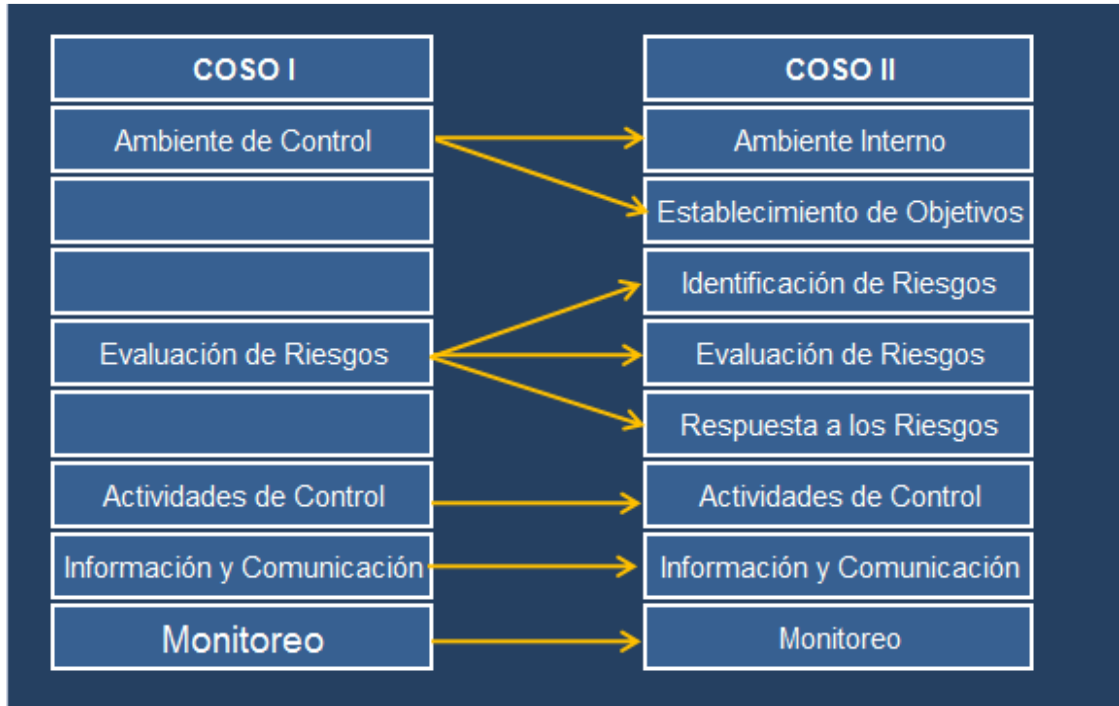 COSO I
COSO II
Ambiente de Control
Ambiente Interno
Establecimiento de Objetivos
Identificación de Riesgos
Evaluación de Riesgos
Evaluación de Riesgos
Respuesta a los Riesgos
Actividades de Control
Actividades de Control
Información y Comunicación
Información y Comunicación
Monitoreo
Monitoreo